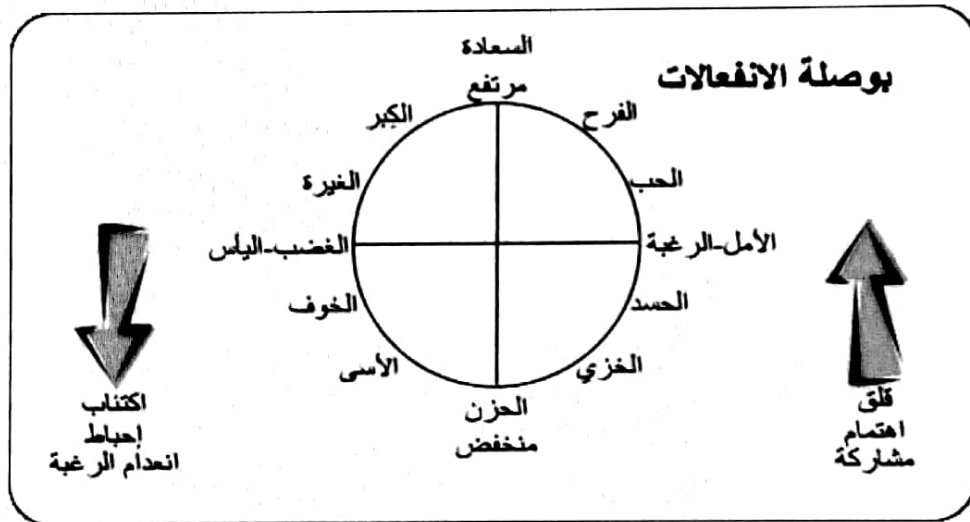 بوصلة الانفعالات
السعادة
مرتفع
الفرح
الكبر
الحب
الغيرة
الأمل-الرغبة
الغضب-اليأس
الحسد
الخوف
الخزي
الأسى
الحزن
منخفض
قلق
اهتمام
مشاركة
اكتئاب
إحباط
انعدام الرغبة